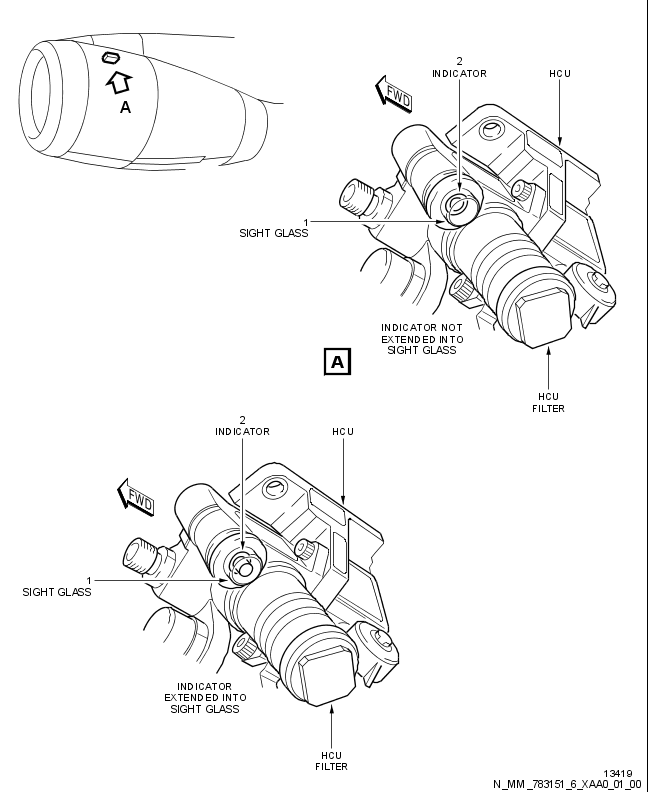 A
FWD
2
INDICATOR
HCU
1
SIGHT GLASS
INDICATOR NOT
EXTENDED INTO
SIGHT GLASS
HCU
FILTER
A
2
INDICATOR
HCU
FWD
1
SIGHT GLASS
INDICATOR
EXTENDED INTO
SIGHT GLASS
HCU
FILTER
13419
N_MM_783151_6_XAA0_01_00